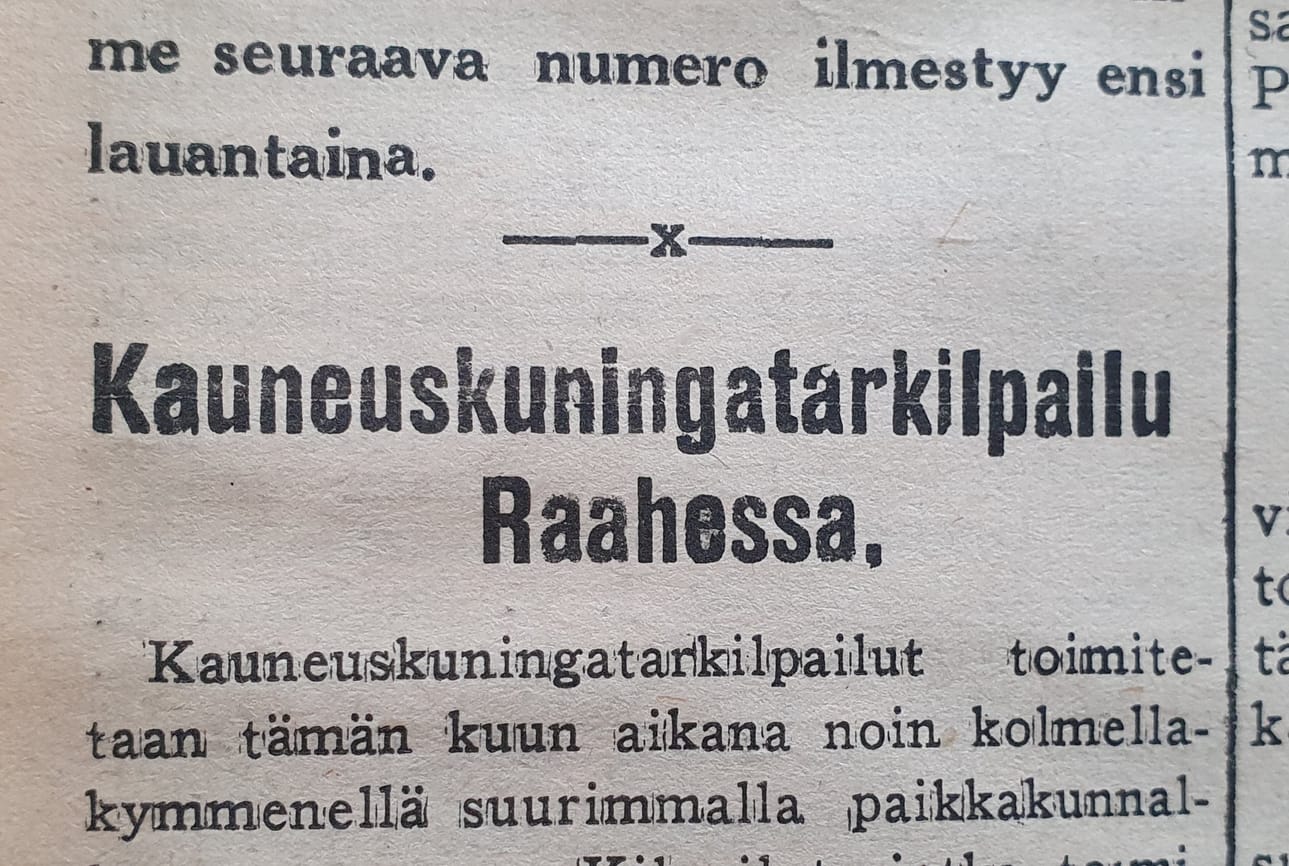 me seuraava numero ilmestyy ensi
lauantaina.
x
Kauneuskuningatarkilpailu
Raahessa,
Kauneuskuningatarkilpailut toimite-
taan tämän kuun aikana noin kolmella-
kymmenellä suurimmalla paikkakunnal-